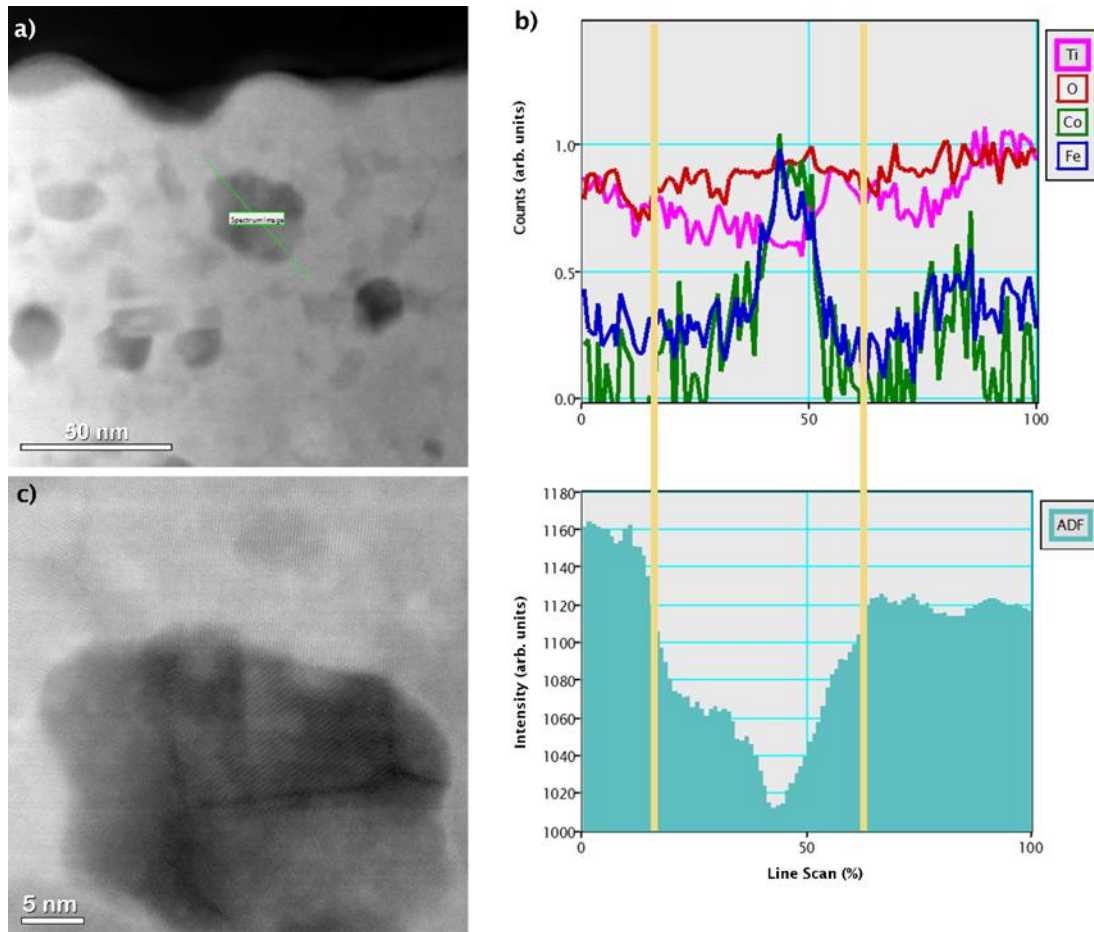 a)
Spectrum Image
50 nm
b)
Counts (arb. units)
1.0
0.5
0.0
0
50
100
Ti
O
Co
Fe
c)
5 nm
Intensity (arb. units)
1180
1160
1140
1120
1100
1080
1060
1040
1020
1000
0
50
100
Line Scan (%)
ADF